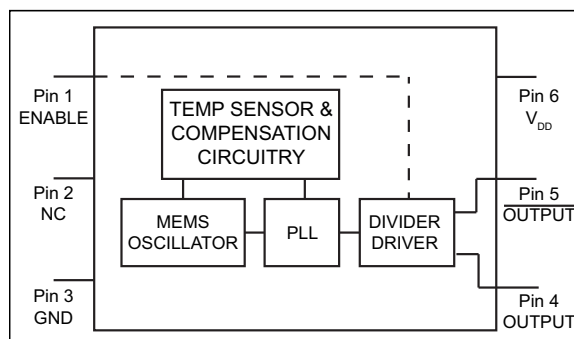 Pin 1
ENABLE
Pin 2
NC
Pin 3
GND
TEMP SENSOR &
COMPENSATION
CIRCUITRY
MEMS
OSCILLATOR
PLL
DIVIDER
DRIVER
Pin 6
VDD
Pin 5
OUTPUT
Pin 4
OUTPUT